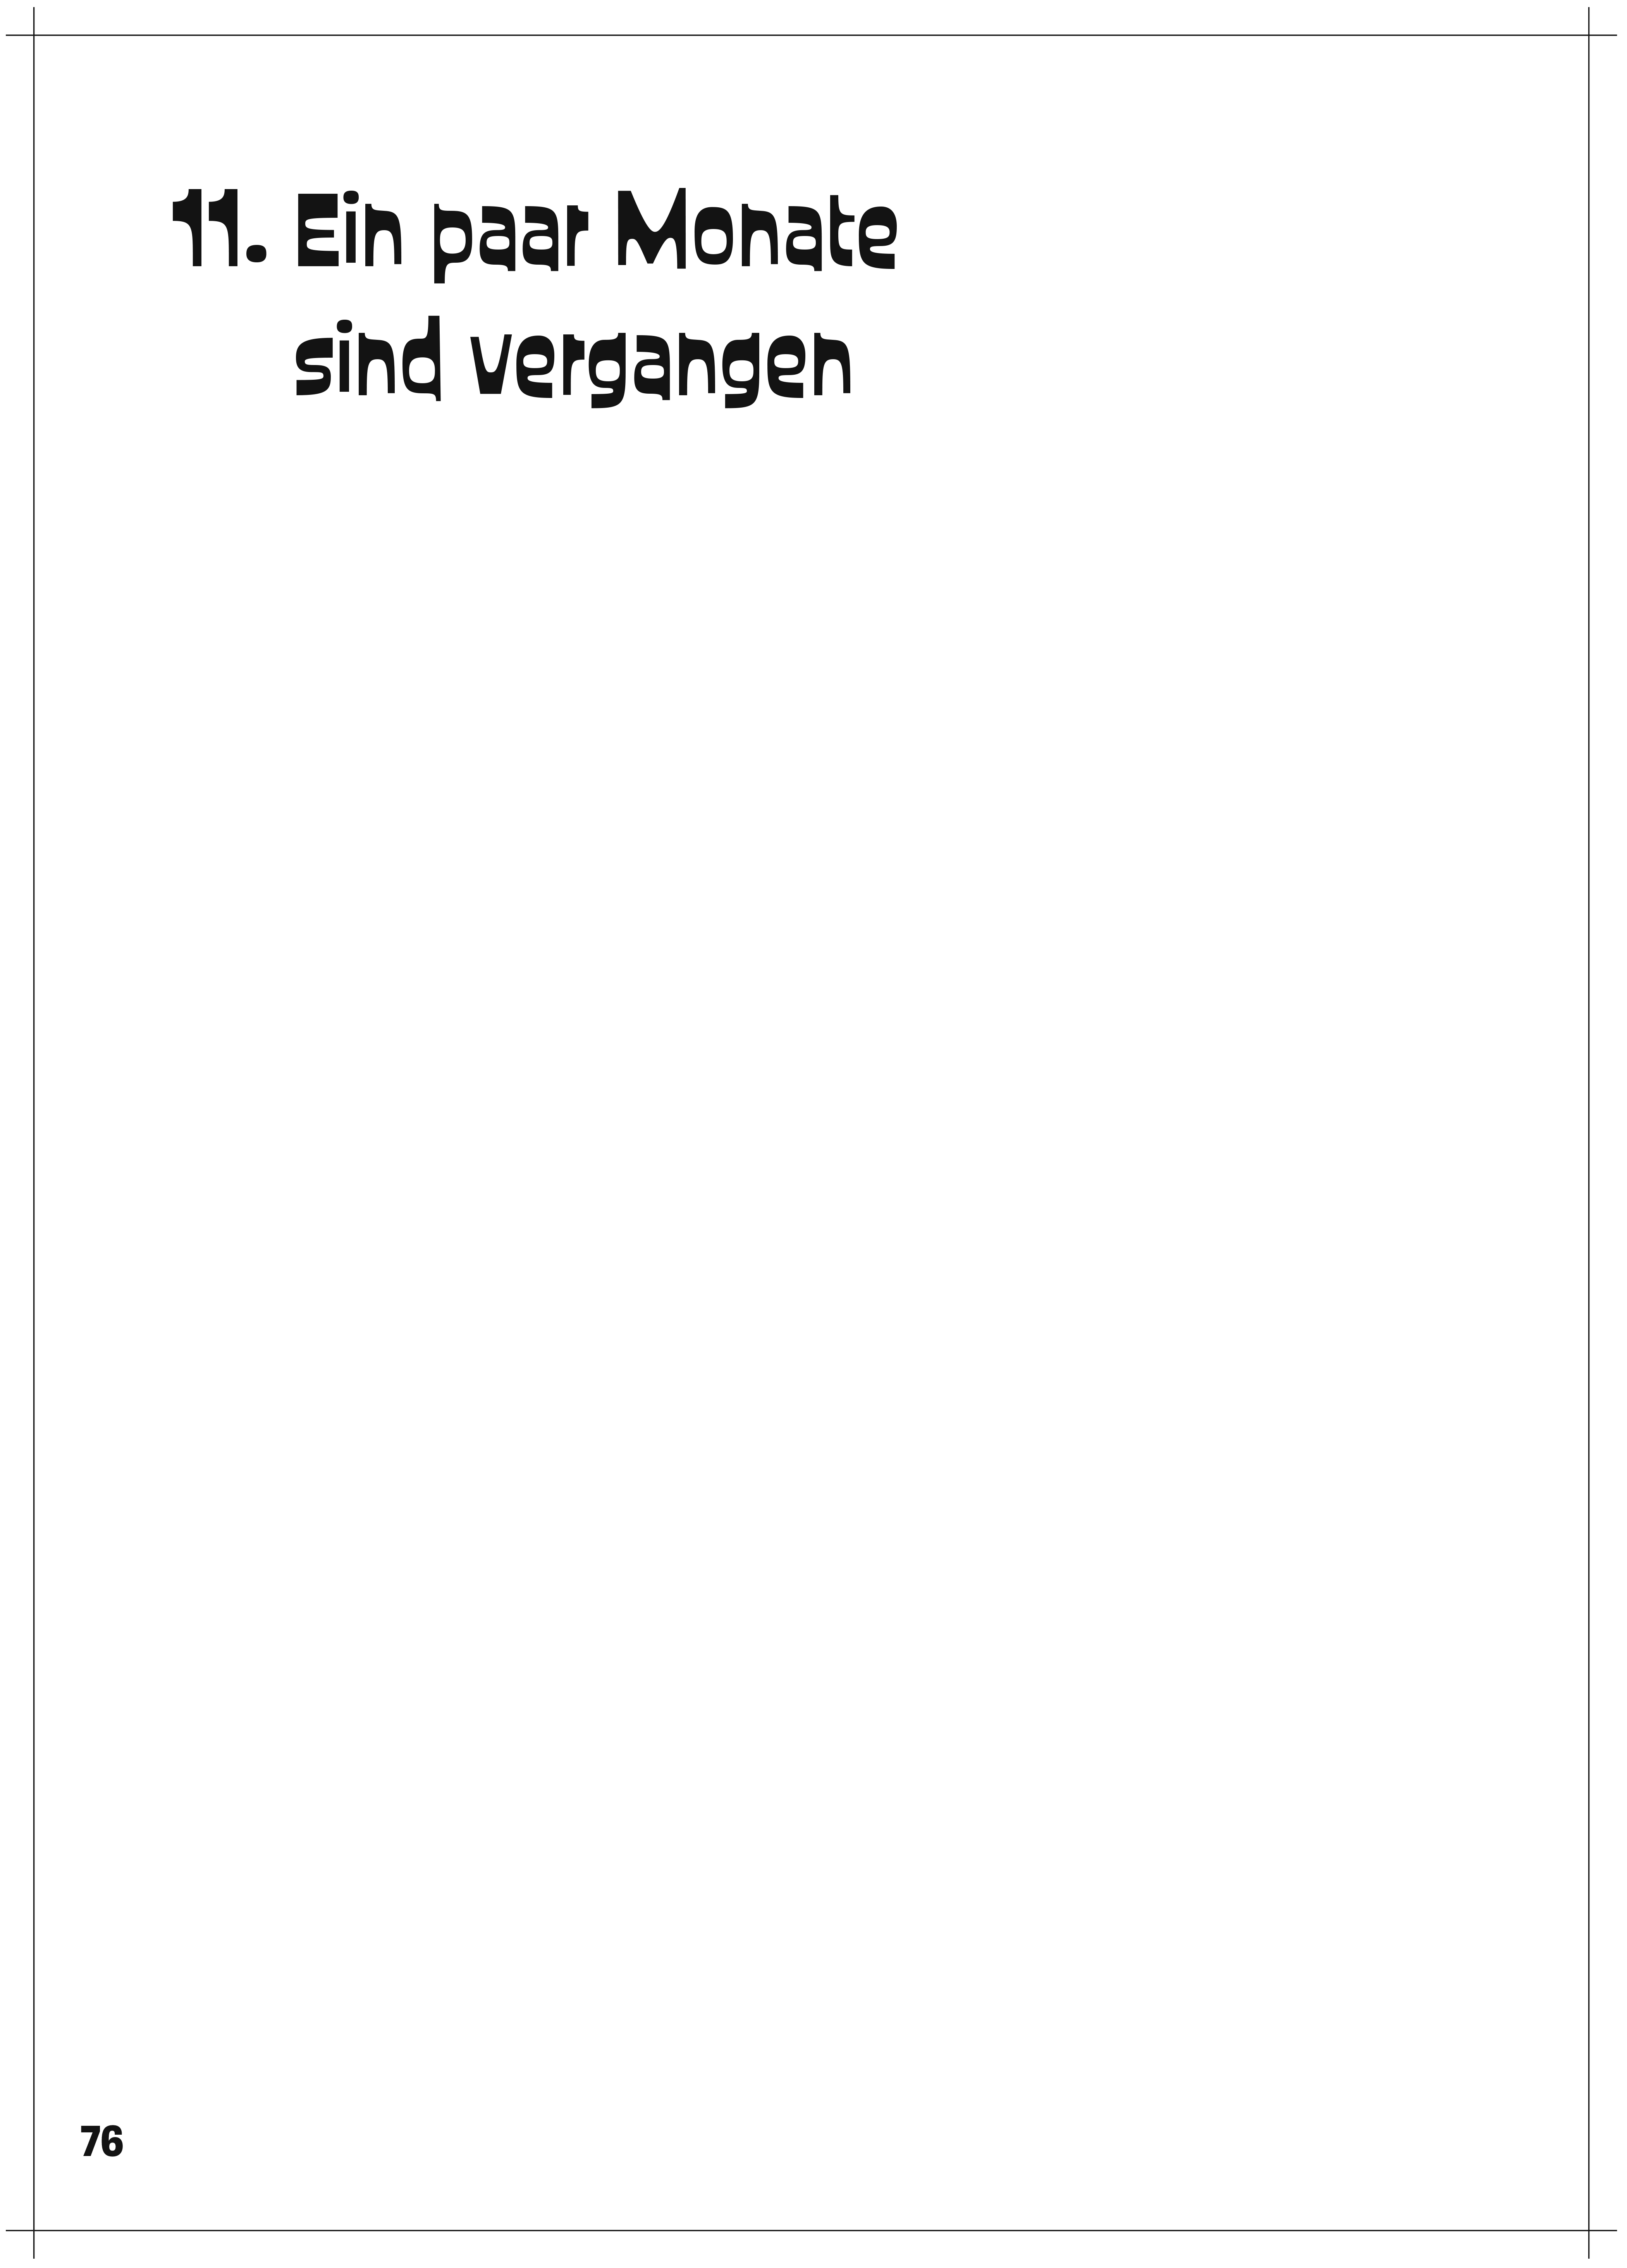 11. Ein paar Monate
sind vergangen
76